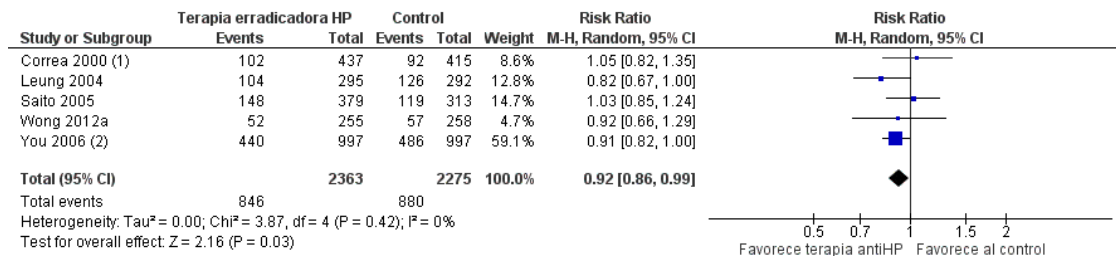 Terapia erradicadora HP Control Risk Ratio Risk Ratio
Study or Subgroup Events Total Events Total Weight M-H, Random, 95% CI M-H, Random, 95% CI
Correa 2000 (1) 102 437 92 415 8.6% 1.05 [0.82, 1.35]
Leung 2004 104 295 126 292 12.8% 0.82 [0.67, 1.00]
Saito 2005 148 379 119 313 14.7% 1.03 [0.85, 1.24]
Wong 2012a 52 255 57 258 4.7% 0.92 [0.66, 1.29]
You 2006 (2) 440 997 486 997 59.1% 0.91 [0.82, 1.00]
Total (95% CI) 2363 2275 100.0% 0.92 [0.86, 0.99]
Total events 846 880
Heterogeneity: Tau² = 0.00; Chi² = 3.87, df = 4 (P = 0.42); I² = 0%
Test for overall effect: Z = 2.16 (P = 0.03)
0.5 0.7 1 1.5 2
Favorece terapia antiHP Favorece al control